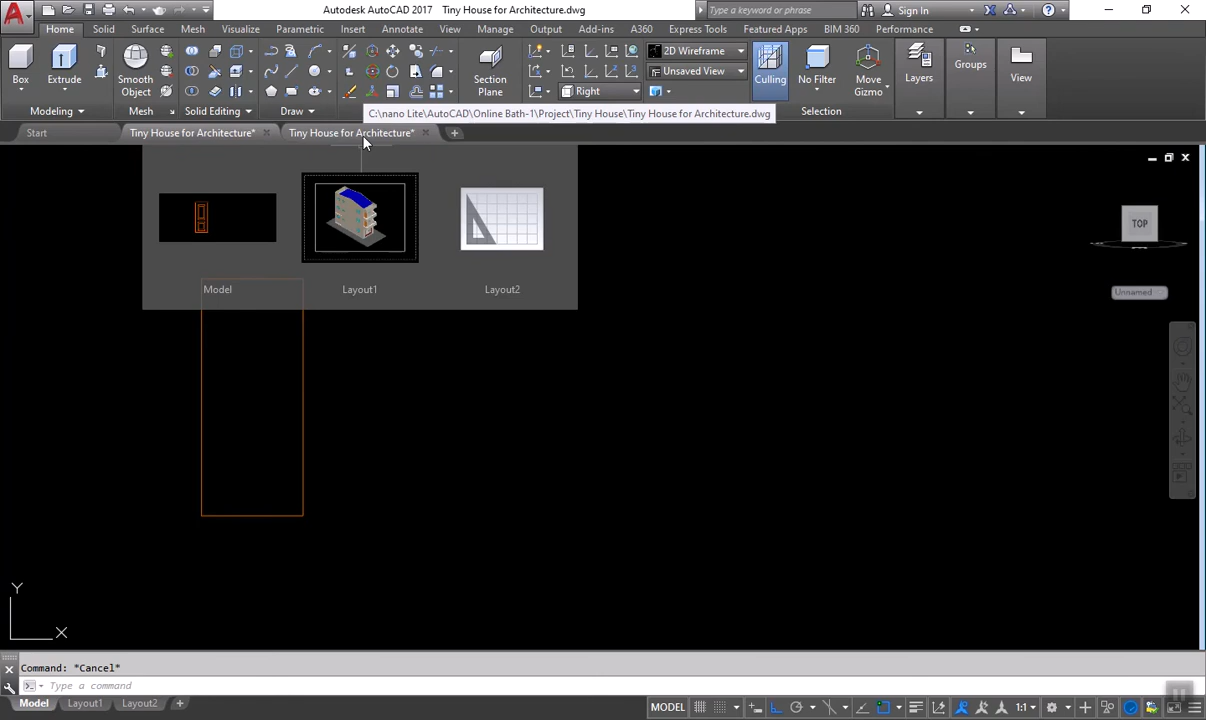 Autodesk AutoCAD 2017 Tiny House for Architecture.dwg
Type a keyword or phrase
Sign In
Home Solid Surface Mesh Visualize Parametric Insert Annotate View Manage Output Add-ins A360 Express Tools Featured Apps BIM 360 Performance
Box Extrude Smooth Object Section Plane Culling No Filter Move Gizmo Layers Groups View
2D Wireframe
Unsaved View
Right
Modeling Mesh Solid Editing Draw Selection
C:\nano Lite\AutoCAD\Online Bath-1\Project\Tiny House\Tiny House for Architecture.dwg
Start Tiny House for Architecture* Tiny House for Architecture*
TOP
Model Layout1 Layout2
Unnamed
Y
X
Command: *Cancel*
Type a command
Model Layout1 Layout2
MODEL 1:1